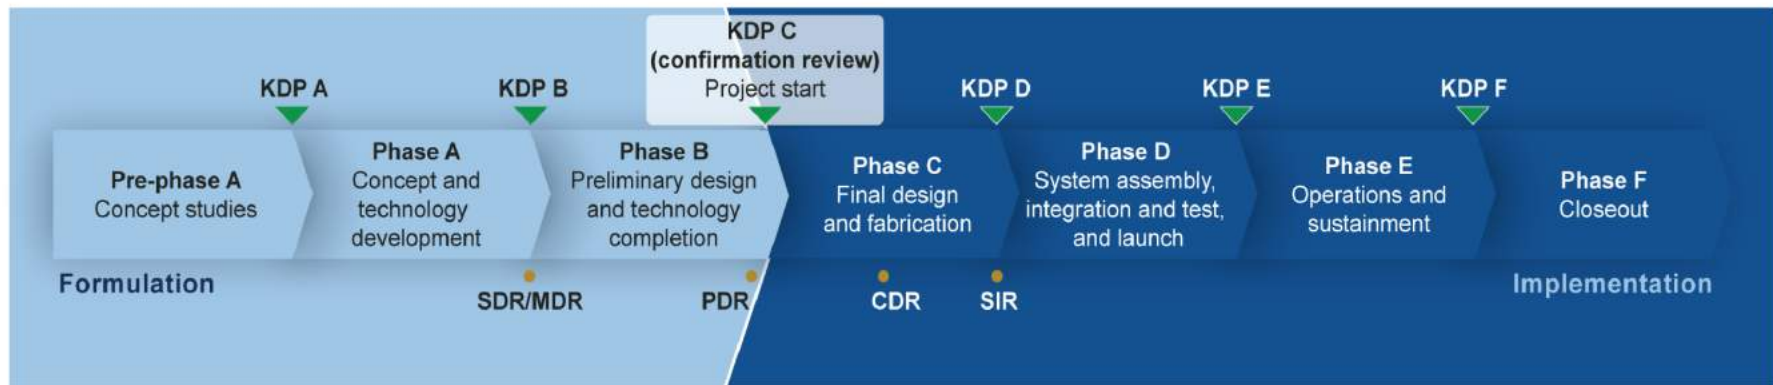 KDP C
(confirmation review)
Project start
KDP A
KDP B
KDP D
KDP E
KDP F
Pre-phase A
Concept studies
Phase A
Concept and
technology
development
Phase B
Preliminary design
and technology
completion
Phase C
Final design
and fabrication
Phase D
System assembly,
integration and test,
and launch
Phase E
Operations and
sustainment
Phase F
Closeout
Formulation
Implementation
SDR/MDR
PDR
CDR
SIR